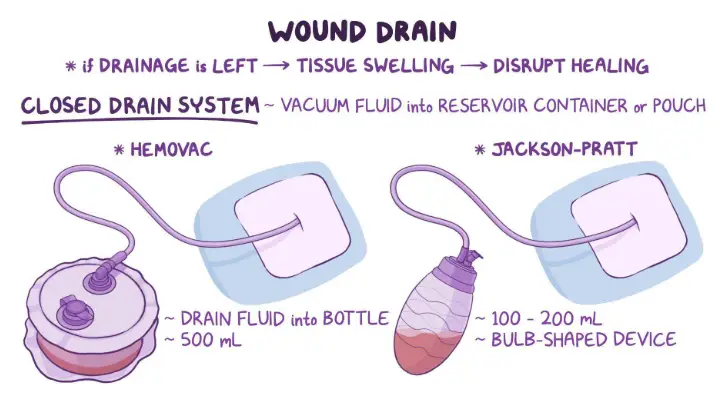 WOUND DRAIN
* if DRAINAGE is LEFT → TISSUE SWELLING → DISRUPT HEALING
CLOSED DRAIN SYSTEM ~ VACUUM FLUID into RESERVOIR CONTAINER or POUCH
* HEMOVAC
~ DRAIN FLUID into BOTTLE
~ 500 mL
* JACKSON-PRATT
~ 100 - 200 mL
~ BULB-SHAPED DEVICE